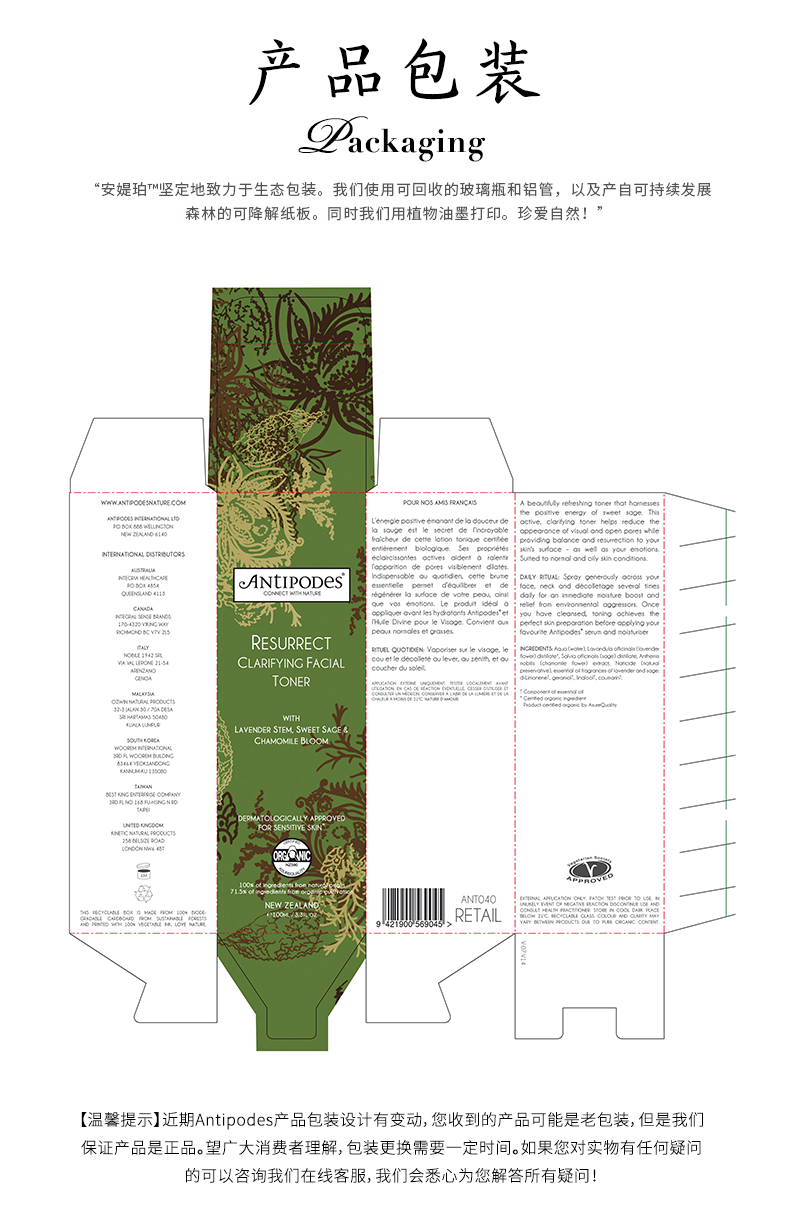 产品包装
Packaging
“安媞珀™坚定地致力于生态包装。我们使用可回收的玻璃瓶和铝管，以及产自可持续发展
森林的可降解纸板。同时我们用植物油墨打印。珍爱自然！”
WWW.ANTIPODESNATURE.COM
ANTIPODES INTERNATIONAL LTD
PO BOX 888 WELLINGTON
NEW ZEALAND 6140
INTERNATIONAL DISTRIBUTORS
AUSTRALIA
INTEGRIA HEALTHCARE
PO BOX 4854
QUEENSLAND 4113
CANADA
INTEGRAL SENSE BRANDS
170-4320 VIKING WAY
RICHMOND BC V7V 2L5
ITALY
NOBILE 1942 SRL
VIA VAL LERONE 21-54
ARENZANO
GENOA
MALAYSIA
OZWIN NATURAL PRODUCTS
32-3 JALAN 30 / 70A DESA
SRI HARTAMAS 50480
KUALA LUMPUR
SOUTH KOREA
WOOREM INTERNATIONAL
3RD FL WOOREM BUILDING
83464 YEOKSANDONG
KANNUM-KU 135080
TAIWAN
BEST KING ENTERPRISE COMPANY
3RD FL NO 168 FU-HSING N RD
TAIPEI
UNITED KINGDOM
KINETIC NATURAL PRODUCTS
258 BELSIZE ROAD
LONDON NW6 4BT
THIS RECYCLABLE BOX IS MADE FROM 100% BIODE-
GRADABLE CARDBOARD FROM SUSTAINABLE FORESTS
AND PRINTED WITH 100% VEGETABLE INK. LOVE NATURE.
ANTIPODES®
CONNECT WITH NATURE
RESURRECT
CLARIFYING FACIAL
TONER
WITH
LAVENDER STEM, SWEET SAGE &
CHAMOMILE BLOOM
DERMATOLOGICALLY APPROVED
FOR SENSITIVE SKIN
ORGANIC
100% of ingredients from natural origin
71.5% of ingredients from organic cultivation
NEW ZEALAND
e 100mL / 3.3fl.oz
POUR NOS AMIS FRANÇAIS
L'énergie positive émanant de la douceur de
la sauge est le secret de l'incroyable
fraîcheur de cette lotion tonique certifiée
entièrement biologique. Ses propriétés
éclaircissantes actives aident à ralentir
l'apparition de pores visiblement dilatés.
Indispensable au quotidien, cette brume
essentielle permet d'équilibrer et de
régénérer la surface de votre peau, ainsi
que vos émotions. Le produit idéal à
appliquer avant les hydratants Antipodes® et
l'Huile Divine pour le Visage. Convient aux
peaux normales et grasses.
RITUEL QUOTIDIEN: Vaporiser sur le visage, le
cou et le décolleté au lever, au zénith, et au
coucher du soleil.
APPLICATION EXTERNE UNIQUEMENT. TESTER LOCALEMENT AVANT
UTILISATION. EN CAS DE RÉACTION ÉVENTUELLE, CESSER D'UTILISER ET
CONSULTER UN MÉDECIN. CONSERVER À L'ABRI DE LA LUMIÈRE ET DE LA
CHALEUR À MOINS DE 21°C. NATURE D'AMOUR!
9 421900 569045 >
ANT040
RETAIL
A beautifully refreshing toner that harnesses
the positive energy of sweet sage. This
active, clarifying toner helps reduce the
appearance of visual and open pores while
providing balance and resurrection to your
skin's surface – as well as your emotions.
Suited to normal and oily skin conditions.
DAILY RITUAL: Spray generously across your
face, neck and décolletage several times
daily for an immediate moisture boost and
relief from environmental aggressors. Once
you have cleansed, toning achieves the
perfect skin preparation before applying your
favourite Antipodes® serum and moisturiser
INGREDIENTS: Aqua (water), Lavandula officinalis (lavender
flower) distillate*, Salvia officinalis (sage) distillate, Anthemis
nobilis (chamomile flower) extract, Naticide (natural
preservative), essential oil fragrances of lavender and sage:
d-Limonene†, geraniol†, linalool†, coumarin†.
† Component of essential oil
* Certified organic ingredient
Product certified organic by AsureQuality
Vegetarian Society
APPROVED
EXTERNAL APPLICATION ONLY. PATCH TEST PRIOR TO USE. IN
UNLIKELY EVENT OF NEGATIVE REACTION DISCONTINUE USE AND
CONSULT HEALTH PRACTITIONER. STORE IN COOL DARK PLACE
BELOW 21°C. RECYCLABLE GLASS. COLOUR AND CLARITY MAY
VARY BETWEEN PRODUCTS DUE TO PURE ORGANIC CONTENT.
V07V14
【温馨提示】近期Antipodes产品包装设计有变动，您收到的产品可能是老包装，但是我们
保证产品是正品。望广大消费者理解，包装更换需要一定时间。如果您对实物有任何疑问
的可以咨询我们在线客服，我们会悉心为您解答所有疑问！